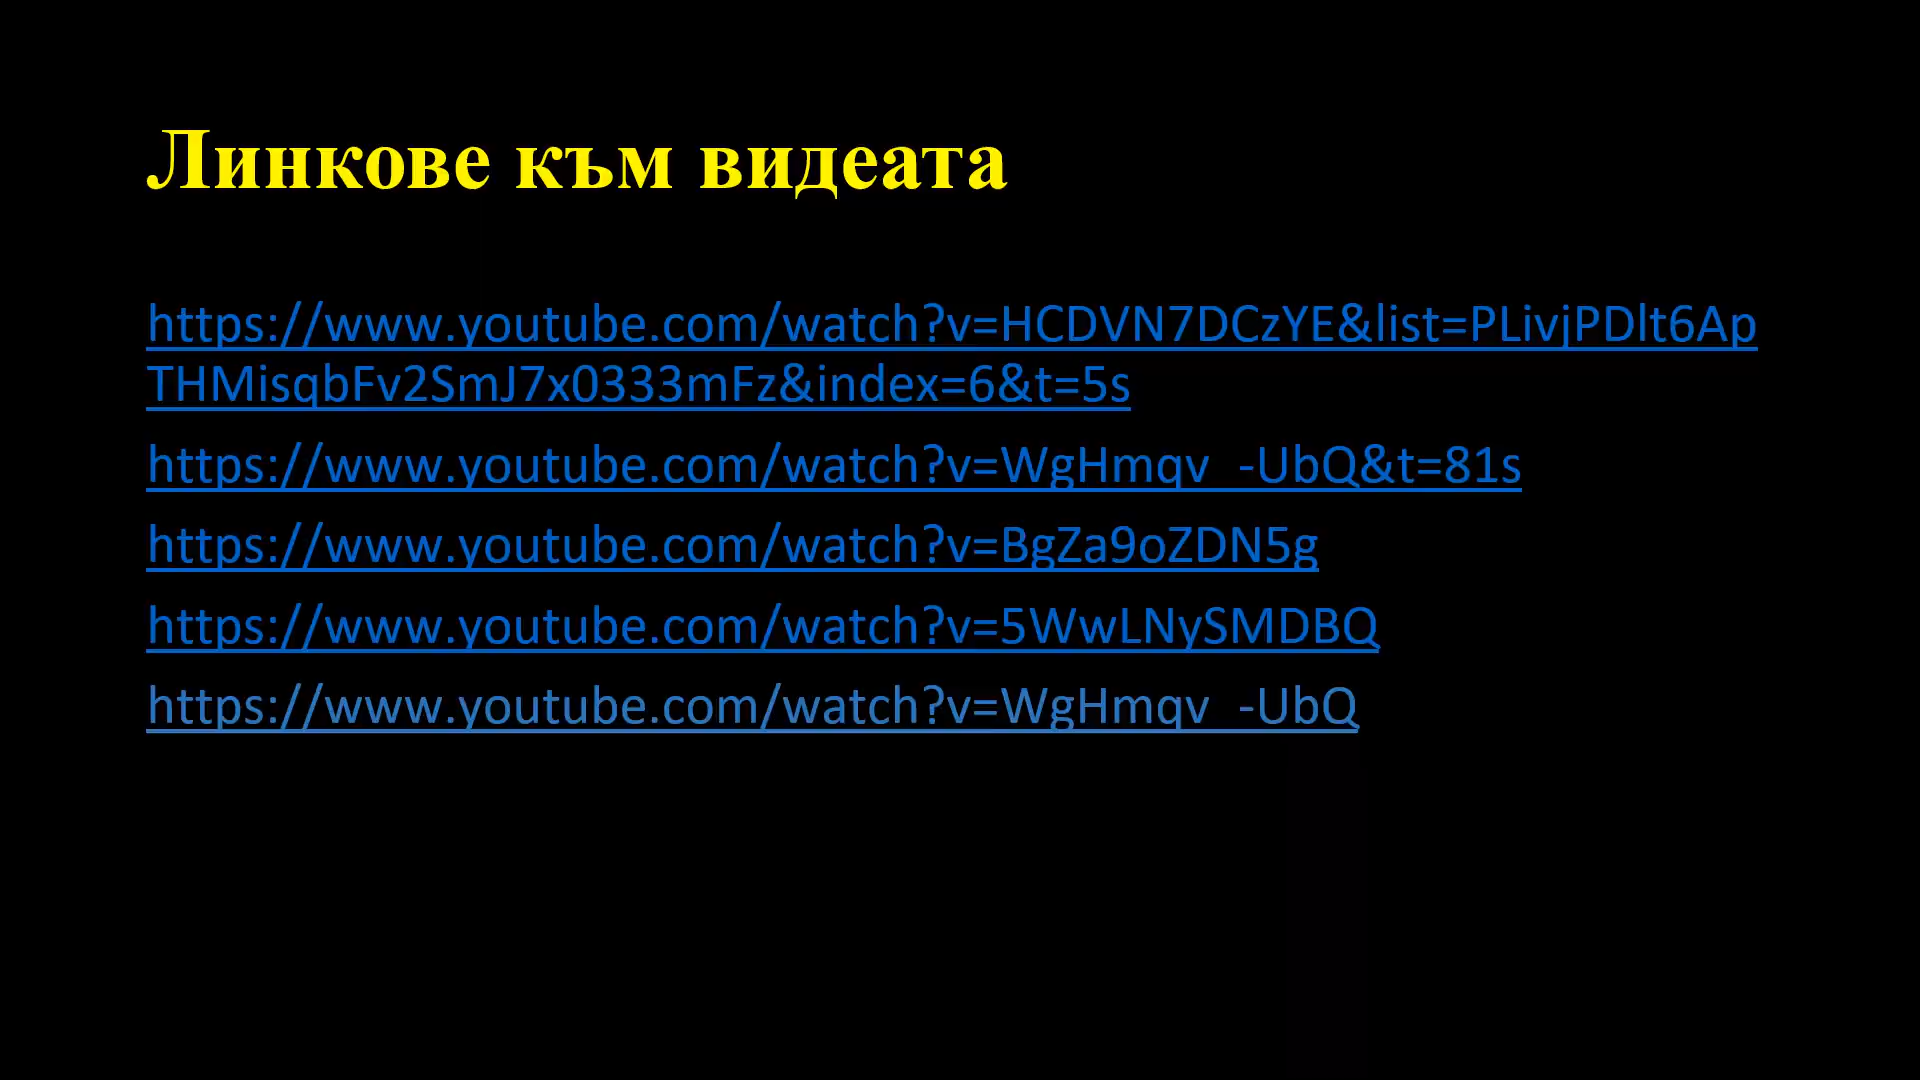 Линкове към видеата
https://www.youtube.com/watch?v=HCDVN7DCzYE&list=PLivjPDlt6Ap
THMisqbFv2SmJ7x0333mFz&index=6&t=5s
https://www.youtube.com/watch?v=WgHmqv_-UbQ&t=81s
https://www.youtube.com/watch?v=BgZa9oZDN5g
https://www.youtube.com/watch?v=5WwLNySMDBQ
https://www.youtube.com/watch?v=WgHmqv_-UbQ